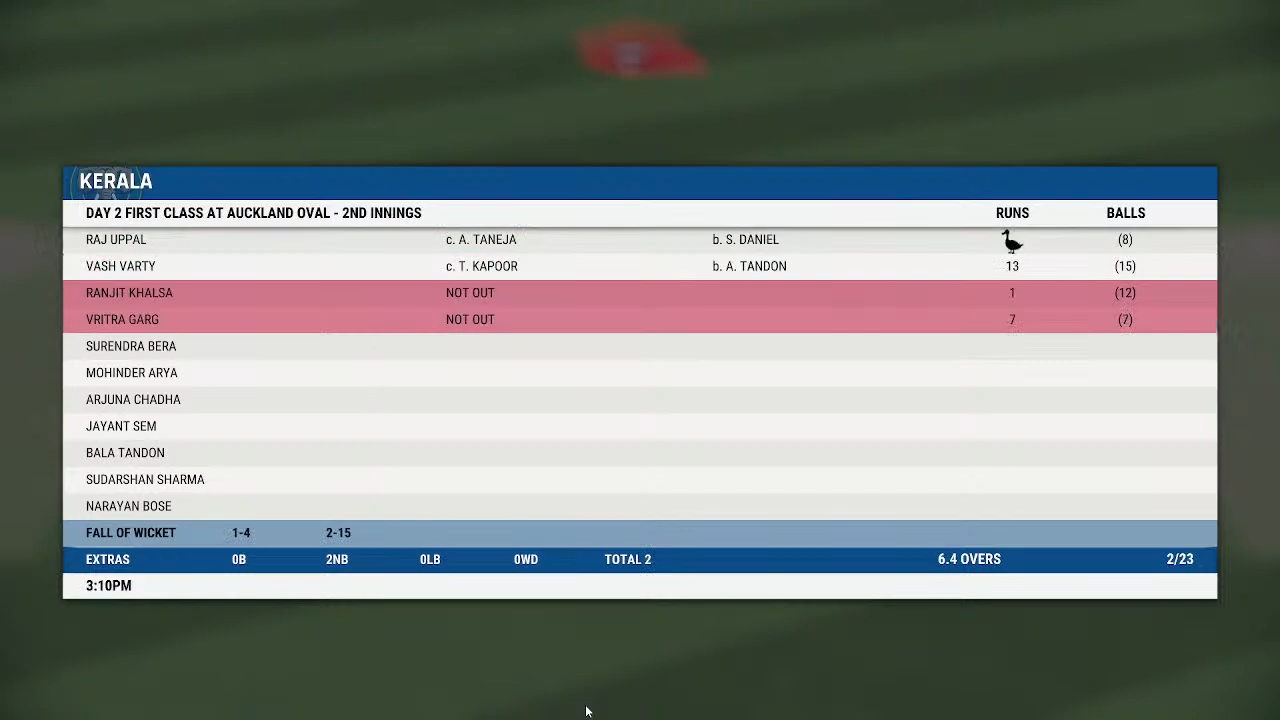 KERALA
DAY 2 FIRST CLASS AT AUCKLAND OVAL - 2ND INNINGS RUNS BALLS
RAJ UPPAL c. A. TANEJA b. S. DANIEL (8)
VASH VARTY c. T. KAPOOR b. A. TANDON 13 (15)
RANJIT KHALSA NOT OUT 1 (12)
VRITRA GARG NOT OUT 7 (7)
SURENDRA BERA
MOHINDER ARYA
ARJUNA CHADHA
JAYANT SEM
BALA TANDON
SUDARSHAN SHARMA
NARAYAN BOSE
FALL OF WICKET 1-4 2-15
EXTRAS 0B 2NB 0LB 0WD TOTAL 2 6.4 OVERS 2/23
3:10PM